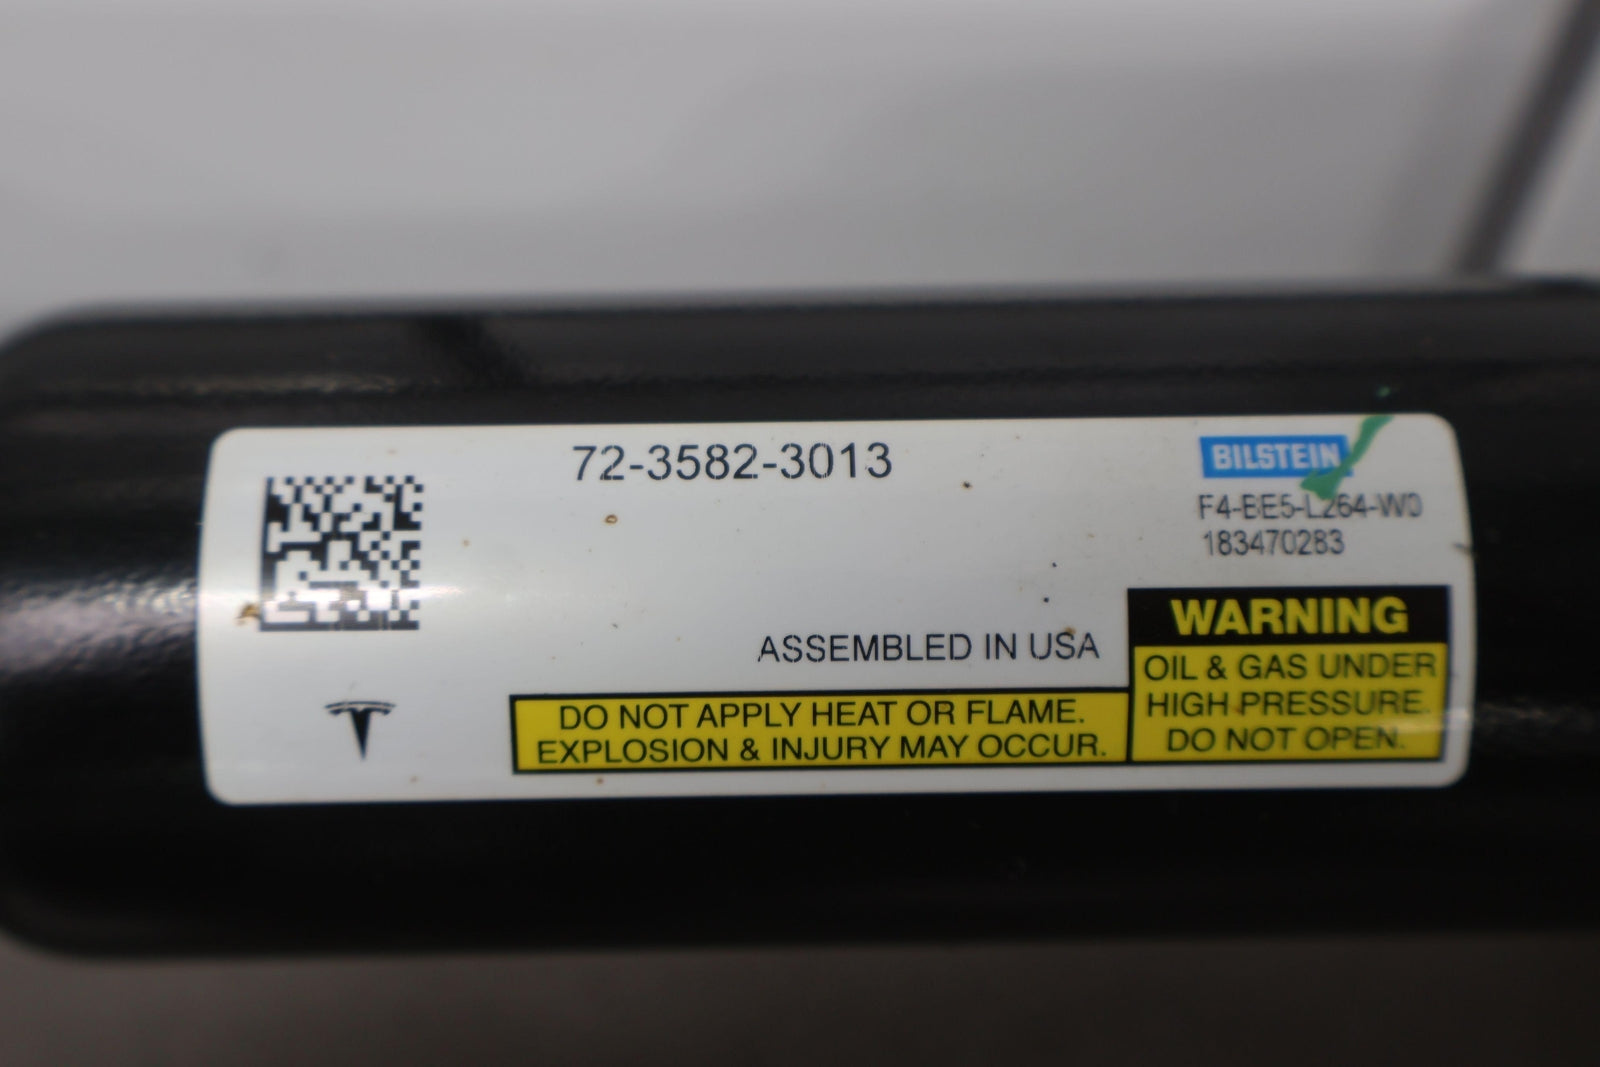 72-3582-3013
BILSTEIN
F4-BE5-L264-W0
183470283
ASSEMBLED IN USA
WARNING
OIL & GAS UNDER
HIGH PRESSURE.
DO NOT OPEN.
DO NOT APPLY HEAT OR FLAME.
EXPLOSION & INJURY MAY OCCUR.